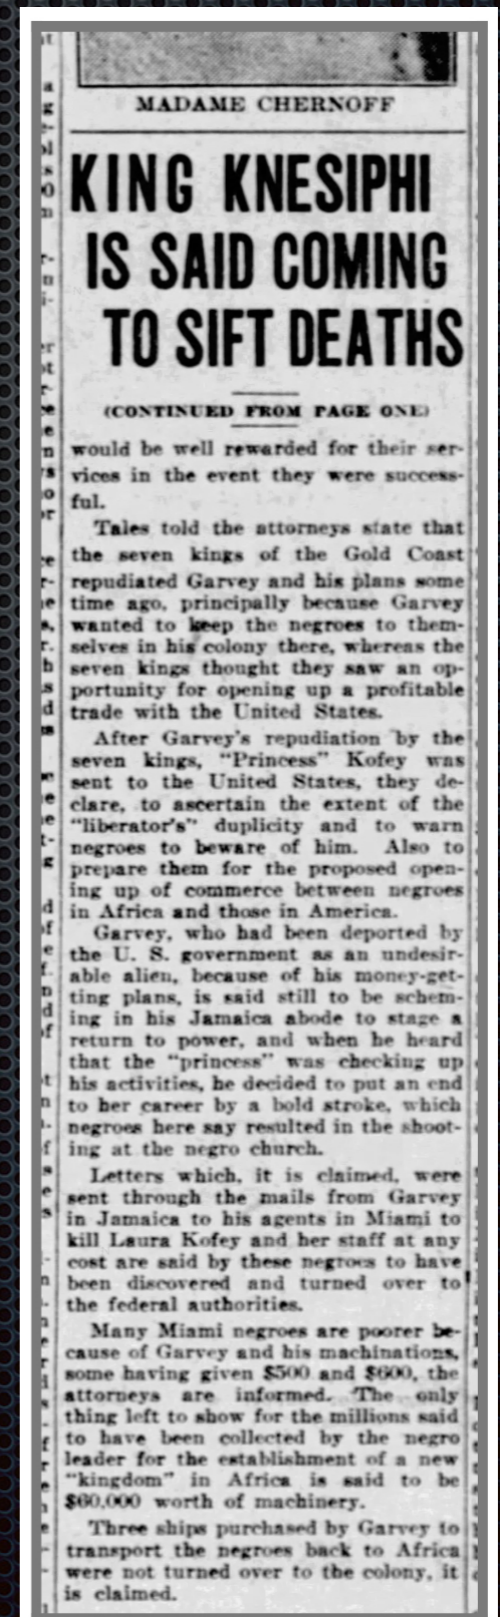 MADAME CHERNOFF
KING KNESIPHI
IS SAID COMING
TO SIFT DEATHS
(CONTINUED FROM PAGE ONE)
would be well rewarded for their ser-
vices in the event they were success-
ful.
Tales told the attorneys state that
the seven kings of the Gold Coast
repudiated Garvey and his plans some
time ago, principally because Garvey
wanted to keep the negroes to them-
selves in his colony there, whereas the
seven kings thought they saw an op-
portunity for opening up a profitable
trade with the United States.
After Garvey's repudiation by the
seven kings, "Princess" Kofey was
sent to the United States, they de-
clare, to ascertain the extent of the
"liberator's" duplicity and to warn
negroes to beware of him. Also to
prepare them for the proposed open-
ing up of commerce between negroes
in Africa and those in America.
Garvey, who had been deported by
the U. S. government as an undesir-
able alien, because of his money-get-
ting plans, is said still to be schem-
ing in his Jamaica abode to stage a
return to power, and when he heard
that the "princess" was checking up
his activities, he decided to put an end
to her career by a bold stroke, which
negroes here say resulted in the shoot-
ing at the negro church.
Letters which, it is claimed, were
sent through the mails from Garvey
in Jamaica to his agents in Miami to
kill Laura Kofey and her staff at any
cost are said by these negroes to have
been discovered and turned over to
the federal authorities.
Many Miami negroes are poorer be-
cause of Garvey and his machinations,
some having given $500 and $600, the
attorneys are informed. The only
thing left to show for the millions said
to have been collected by the negro
leader for the establishment of a new
"kingdom" in Africa is said to be
$60,000 worth of machinery.
Three ships purchased by Garvey to
transport the negroes back to Africa
were not turned over to the colony, it
is claimed.